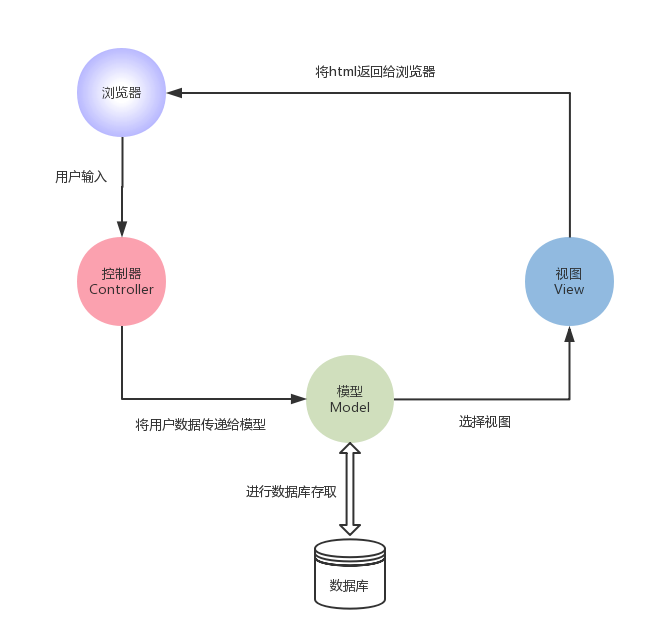 将html返回给浏览器
浏览器
用户输入
控制器
Controller
视图
View
模型
Model
将用户数据传递给模型
选择视图
进行数据库存取
数据库